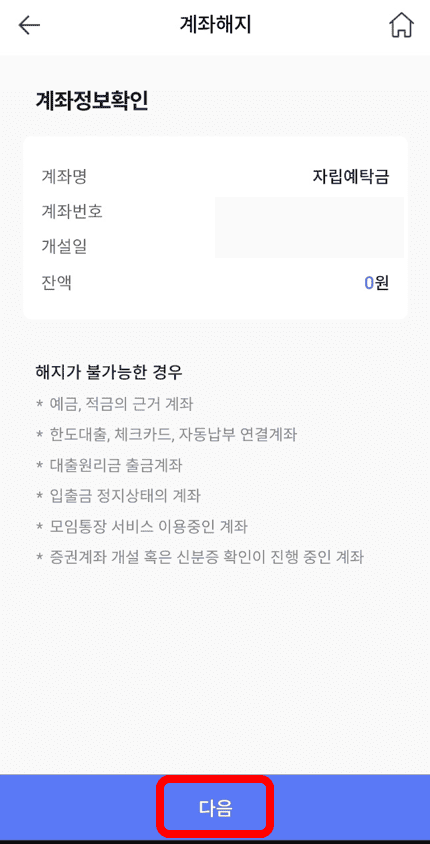 계좌해지
계좌정보확인
계좌명 자립예탁금
계좌번호
개설일
잔액 0원
해지가 불가능한 경우
* 예금, 적금의 근거 계좌
* 한도대출, 체크카드, 자동납부 연결계좌
* 대출원리금 출금계좌
* 입출금 정지상태의 계좌
* 모임통장 서비스 이용중인 계좌
* 증권계좌 개설 혹은 신분증 확인이 진행 중인 계좌
다음